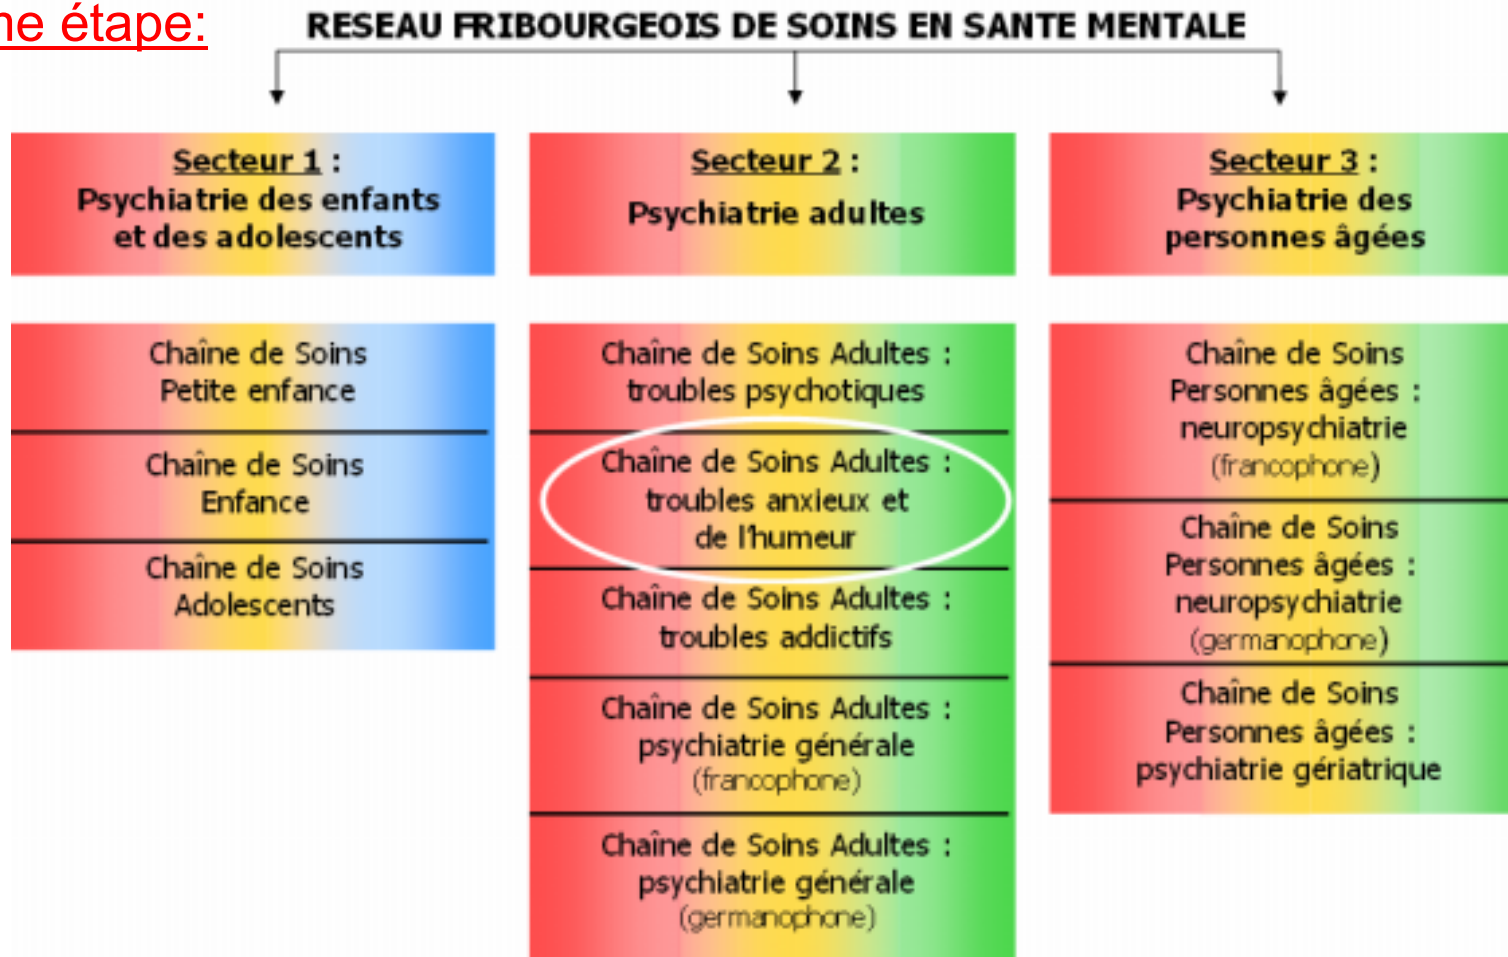 ne étape:
RESEAU FRIBOURGEOIS DE SOINS EN SANTE MENTALE
Secteur 1 :
Psychiatrie des enfants
et des adolescents
Chaîne de Soins
Petite enfance
Chaîne de Soins
Enfance
Chaîne de Soins
Adolescents
Secteur 2 :
Psychiatrie adultes
Chaîne de Soins Adultes :
troubles psychotiques
Chaîne de Soins Adultes :
troubles anxieux et
de l'humeur
Chaîne de Soins Adultes :
troubles addictifs
Chaîne de Soins Adultes :
psychiatrie générale
(francophone)
Chaîne de Soins Adultes :
psychiatrie générale
(germanophone)
Secteur 3 :
Psychiatrie des
personnes âgées
Chaîne de Soins
Personnes âgées :
neuropsychiatrie
(francophone)
Chaîne de Soins
Personnes âgées :
neuropsychiatrie
(germanophone)
Chaîne de Soins
Personnes âgées :
psychiatrie gériatrique